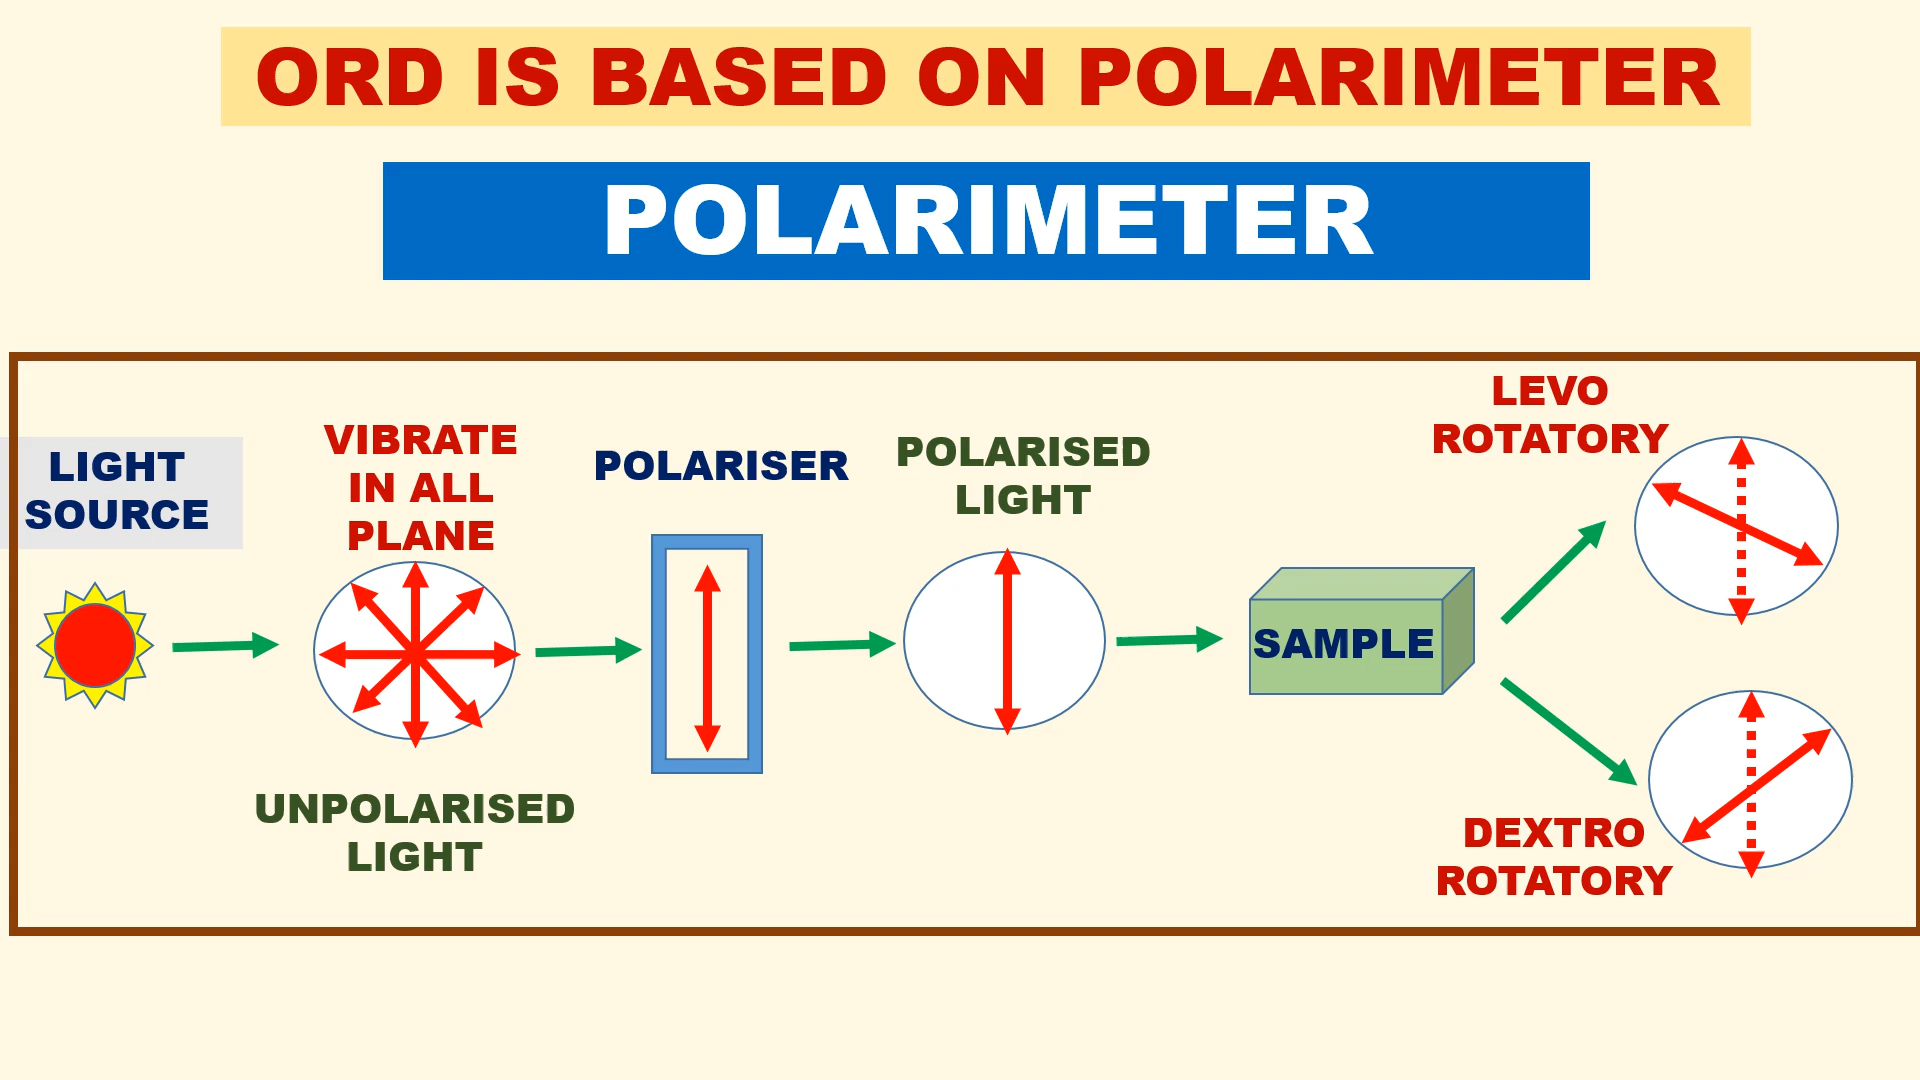 ORD IS BASED ON POLARIMETER
POLARIMETER
LIGHT
SOURCE
VIBRATE
IN ALL
PLANE
UNPOLARISED
LIGHT
POLARISER
POLARISED
LIGHT
SAMPLE
LEVO
ROTATORY
DEXTRO
ROTATORY